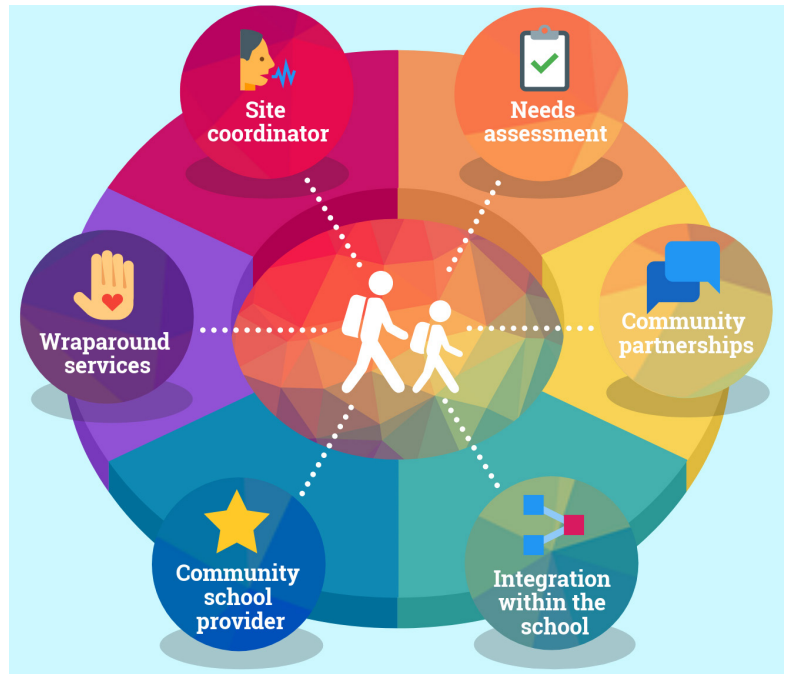 Site
coordinator
Needs
assessment
Community
partnerships
Integration
within the
school
Community
school
provider
Wraparound
services